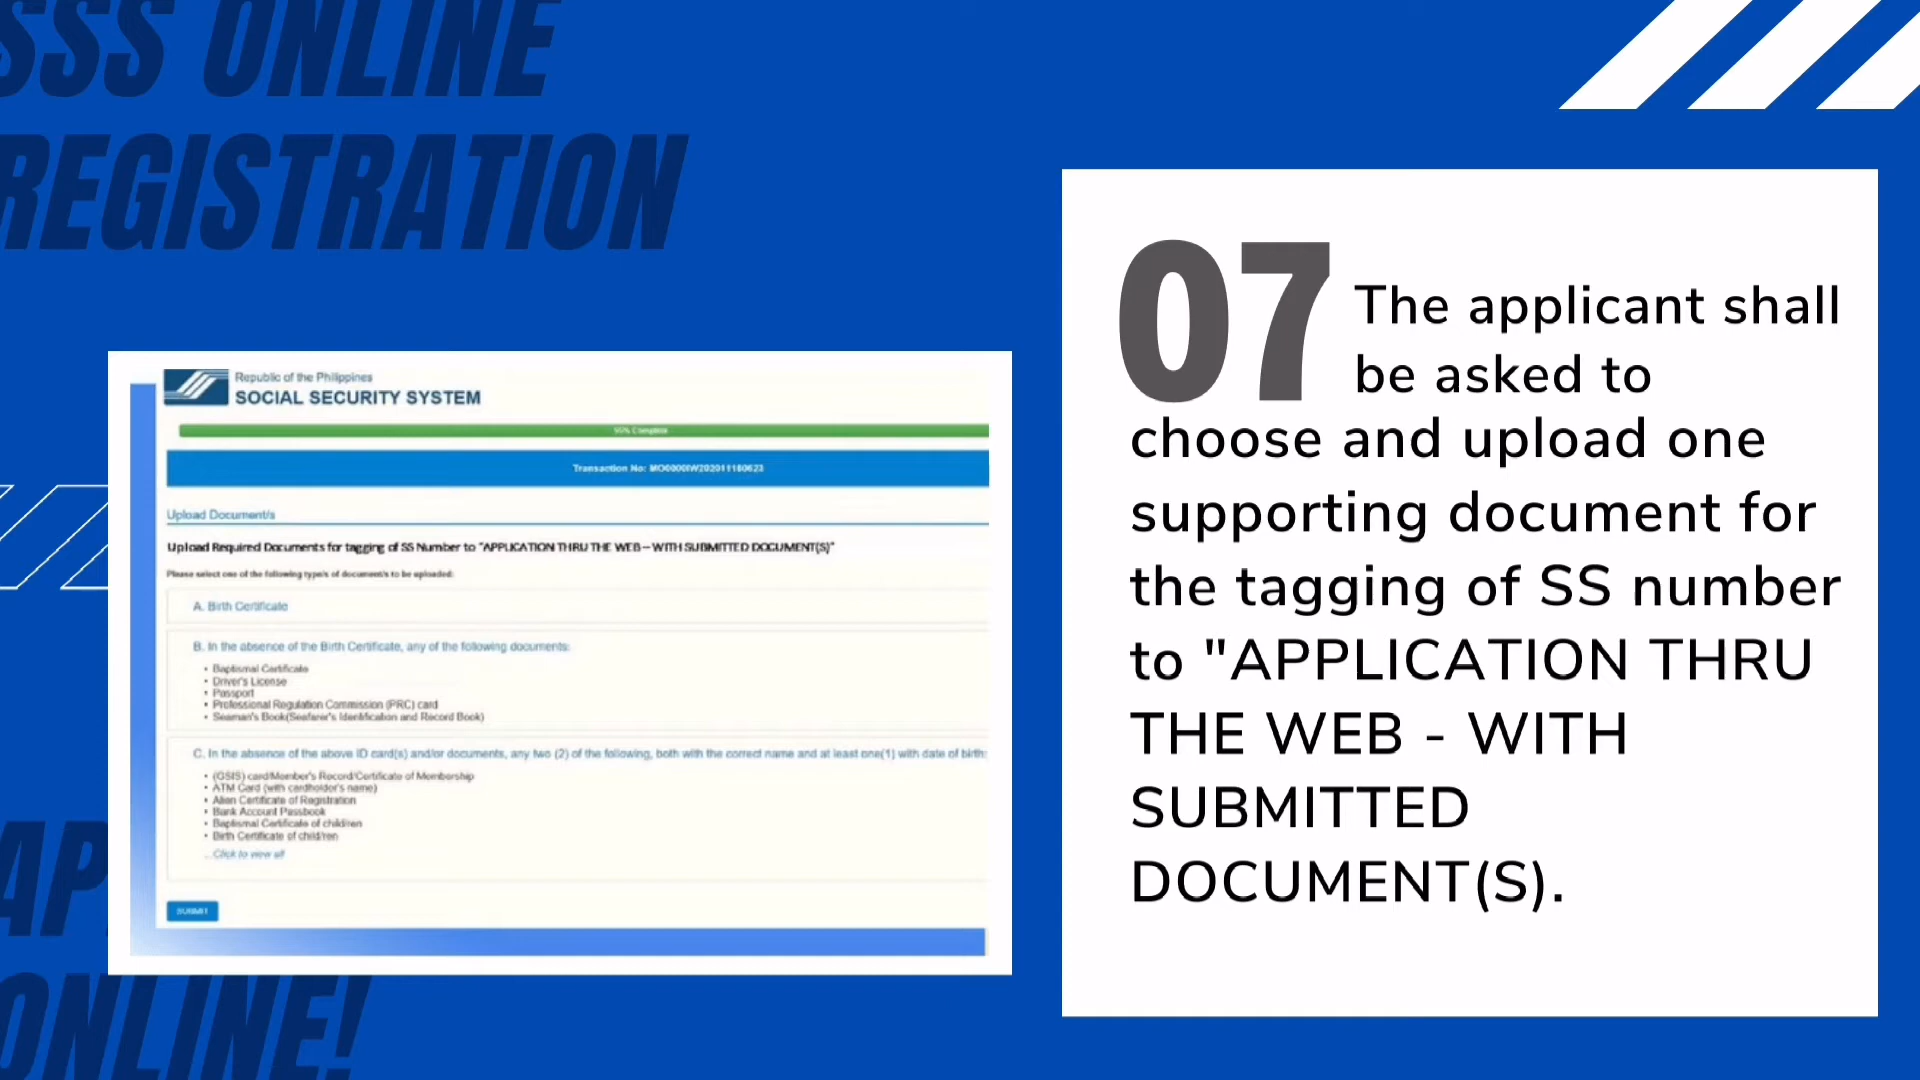 SSS ONLINE
REGISTRATION
Republic of the Philippines
SOCIAL SECURITY SYSTEM
Transaction No:
Upload Document/s
Upload Required Documents for tagging of SS Number to "APPLICATION THRU THE WEB – WITH SUBMITTED DOCUMENT(S)"
Please select one of the following type/s of document/s to be uploaded:
A. Birth Certificate
B. In the absence of the Birth Certificate, any of the following documents:
• Baptismal Certificate
• Driver's License
• Passport
• Professional Regulation Commission (PRC) card
• Seaman's Book(Seafarer's Identification and Record Book)
C. In the absence of the above ID card(s) and/or documents, any two (2) of the following, both with the correct name and at least one(1) with date of birth:
• (GSIS) card/Member's Record/Certificate of Membership
• ATM Card (with cardholder's name)
• Alien Certificate of Registration
• Bank Account Passbook
• Baptismal Certificate of child/ren
• Birth Certificate of child/ren
...Click to view all
SUBMIT
AP
ONLINE!
07 The applicant shall
be asked to
choose and upload one
supporting document for
the tagging of SS number
to "APPLICATION THRU
THE WEB - WITH
SUBMITTED
DOCUMENT(S).